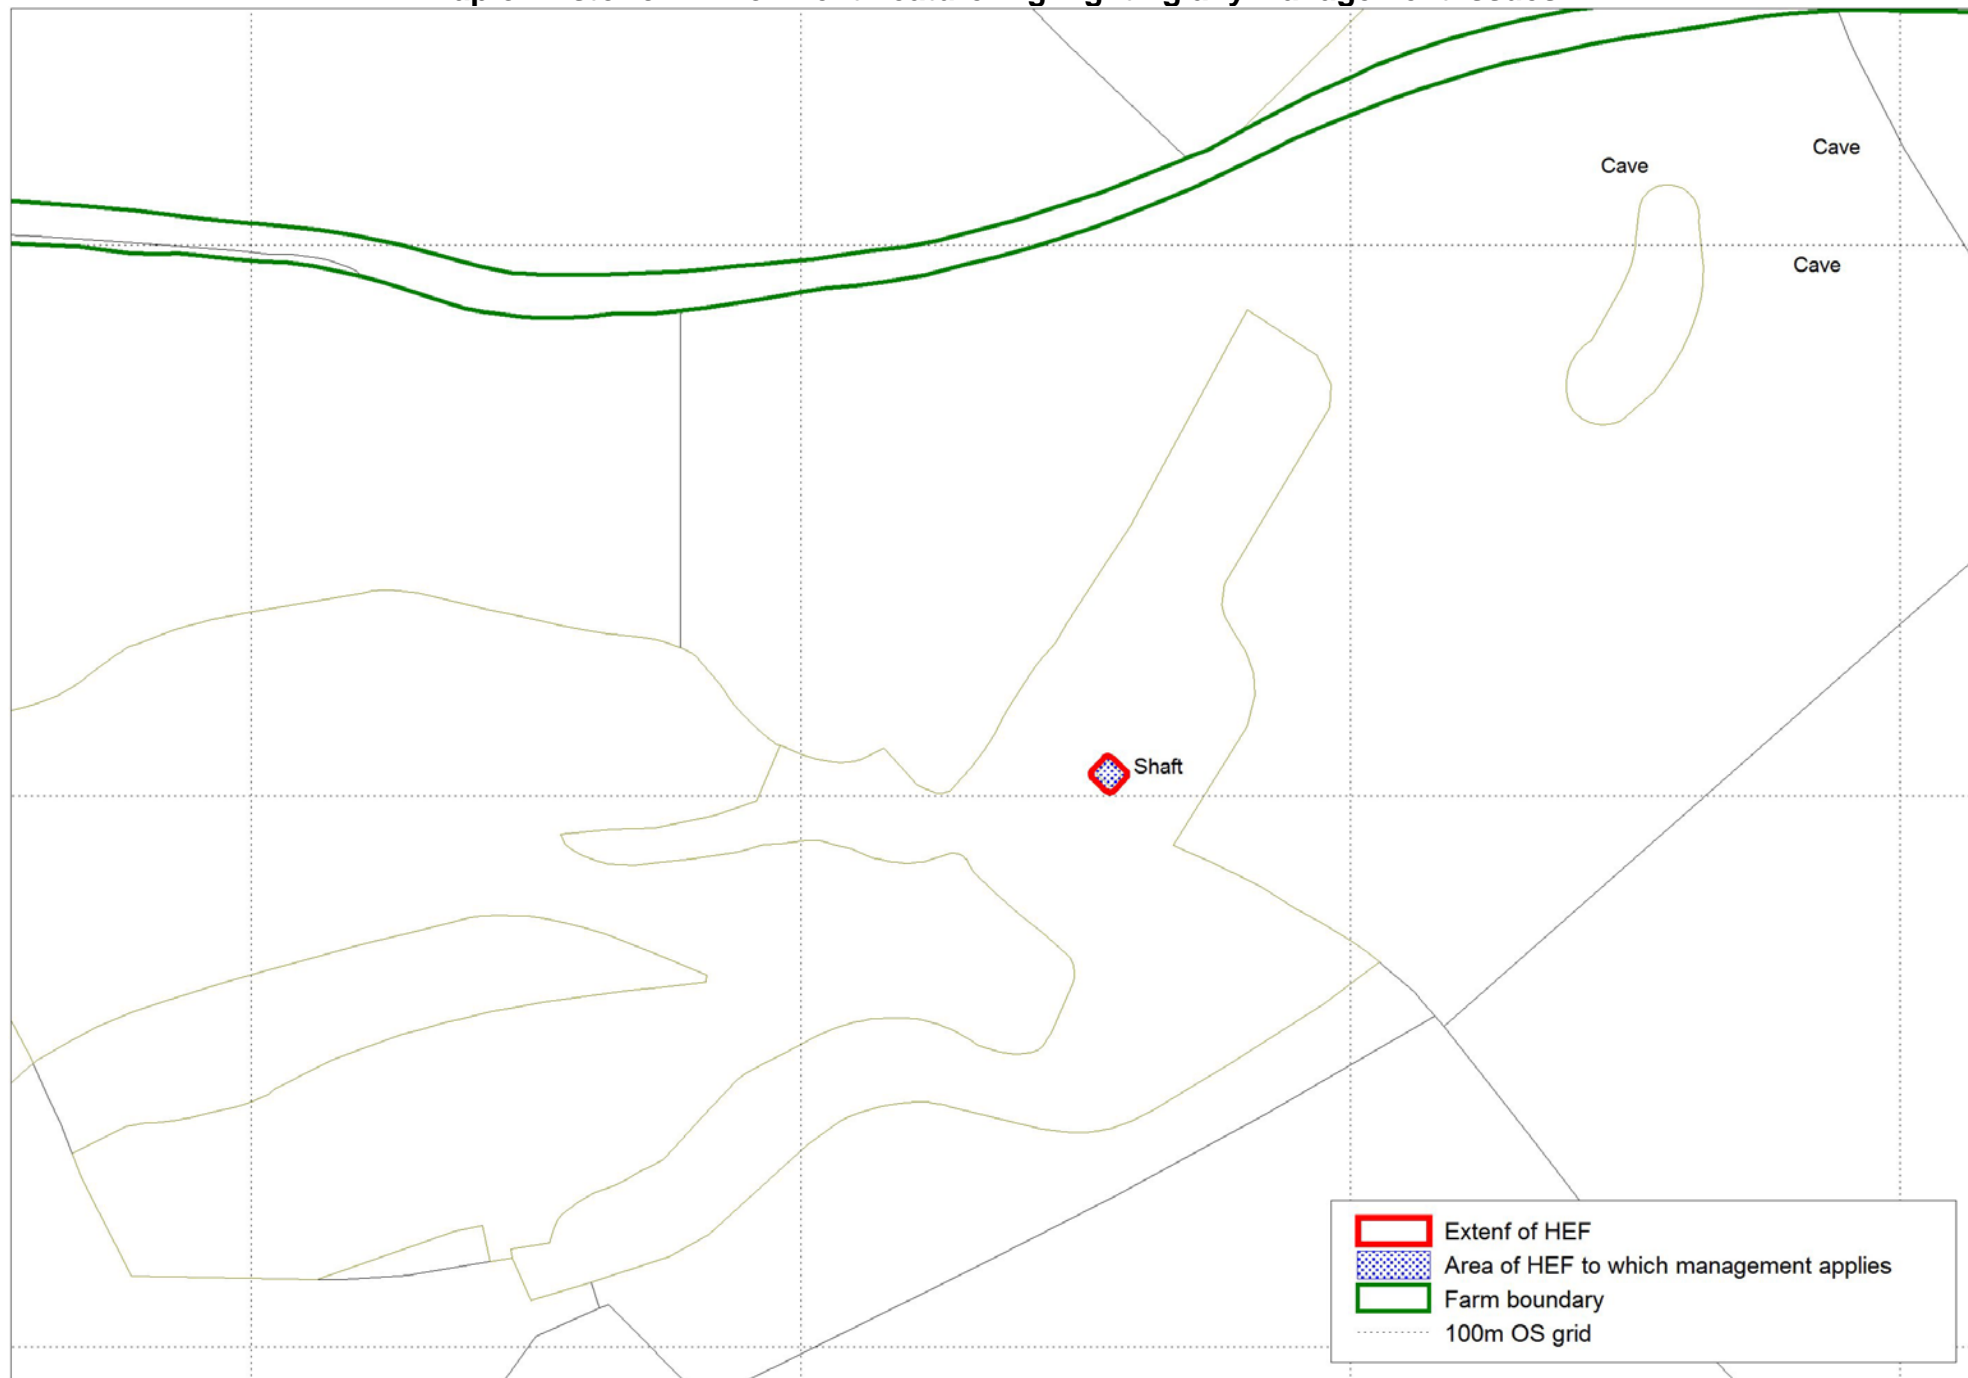 Cave
Cave
Cave
Shaft
Extenf of HEF
Area of HEF to which management applies
Farm boundary
100m OS grid